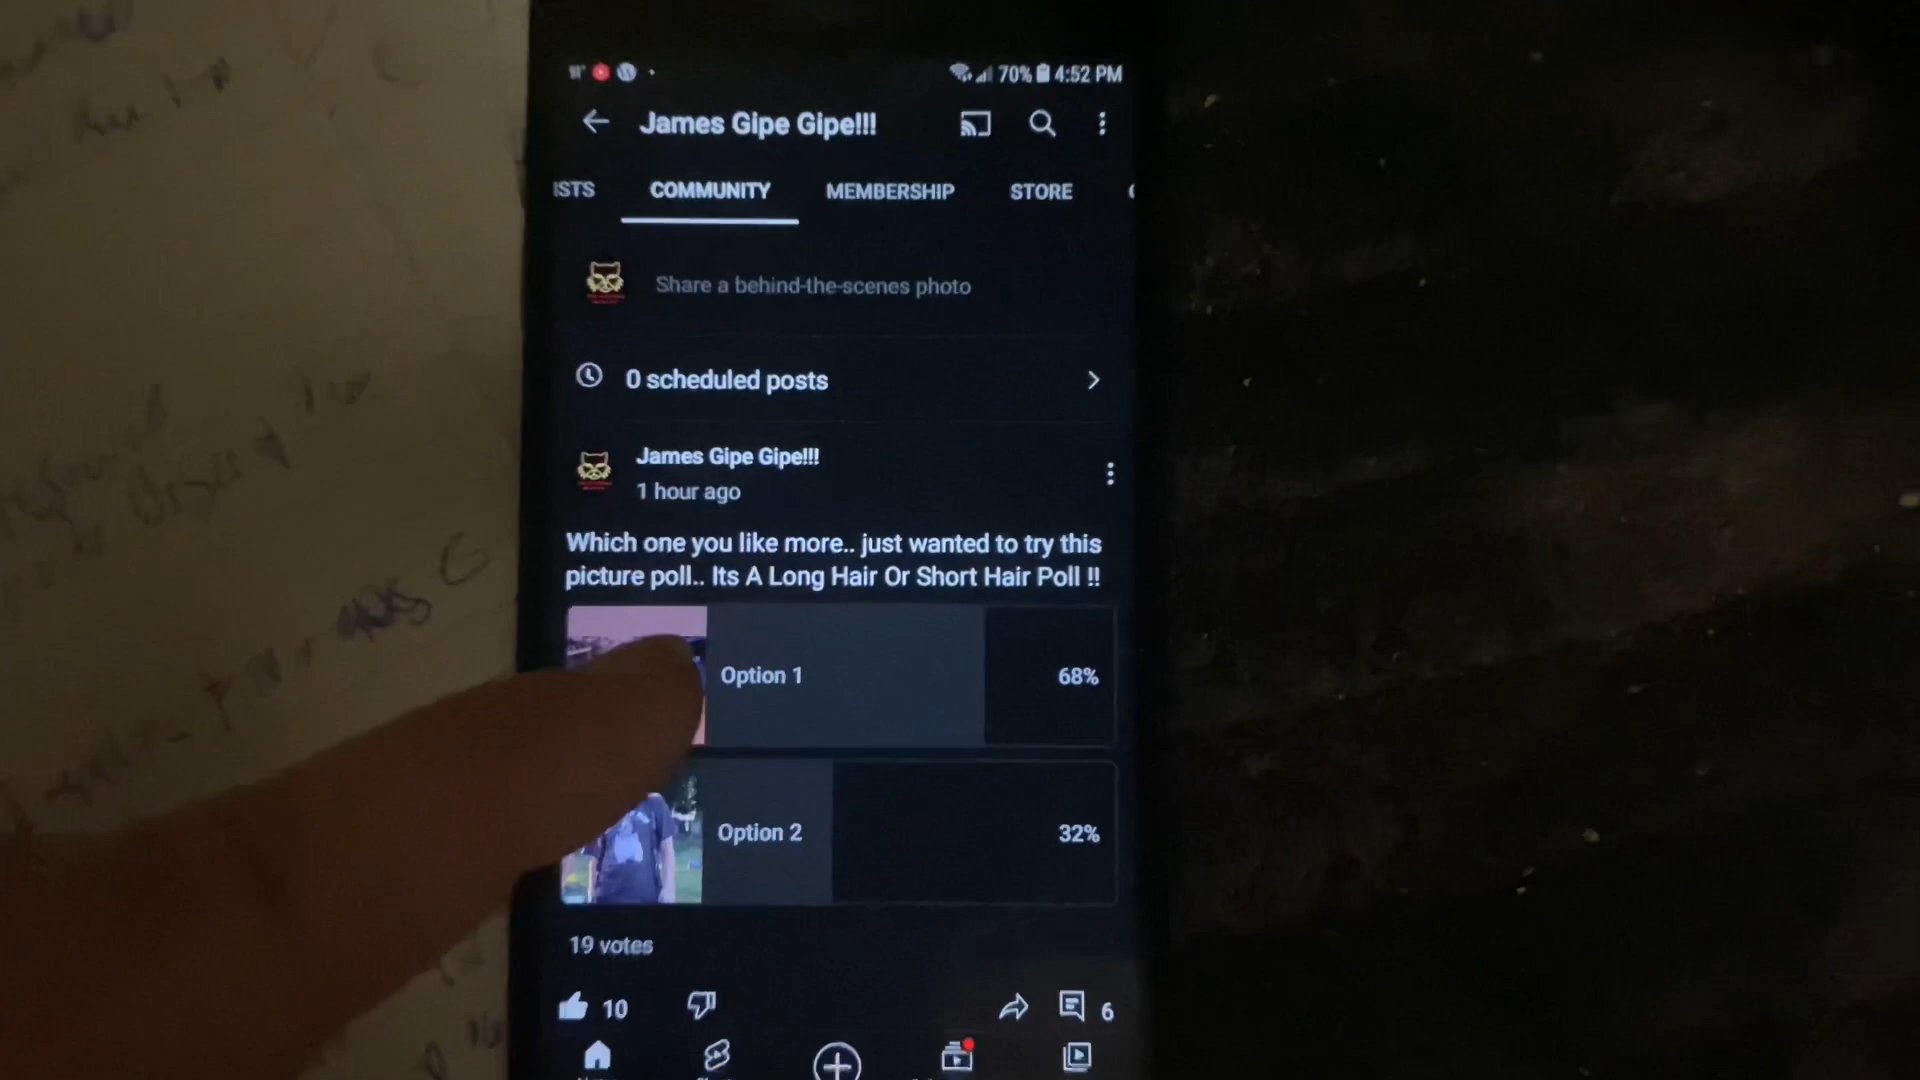 70% 4:52 PM
James Gipe Gipe!!!
ISTS COMMUNITY MEMBERSHIP STORE
Share a behind-the-scenes photo
0 scheduled posts
James Gipe Gipe!!!
1 hour ago
Which one you like more.. just wanted to try this
picture poll.. Its A Long Hair Or Short Hair Poll !!
Option 1 68%
Option 2 32%
19 votes
10 6